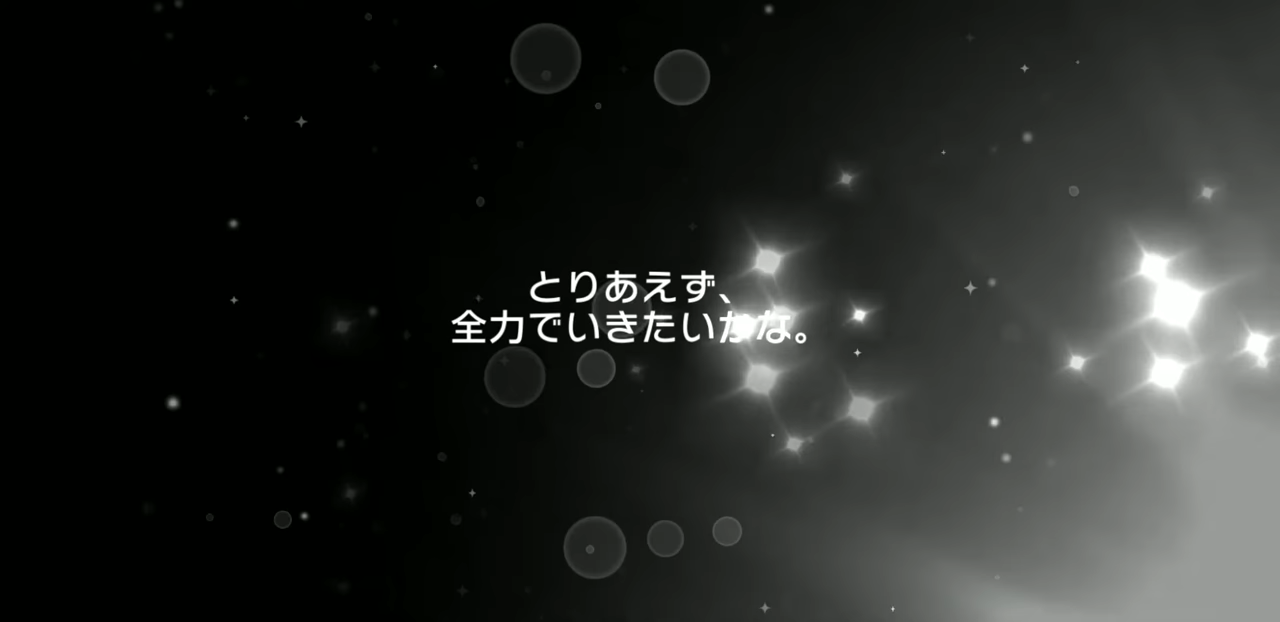 とりあえず、
全力でいきたいかな。